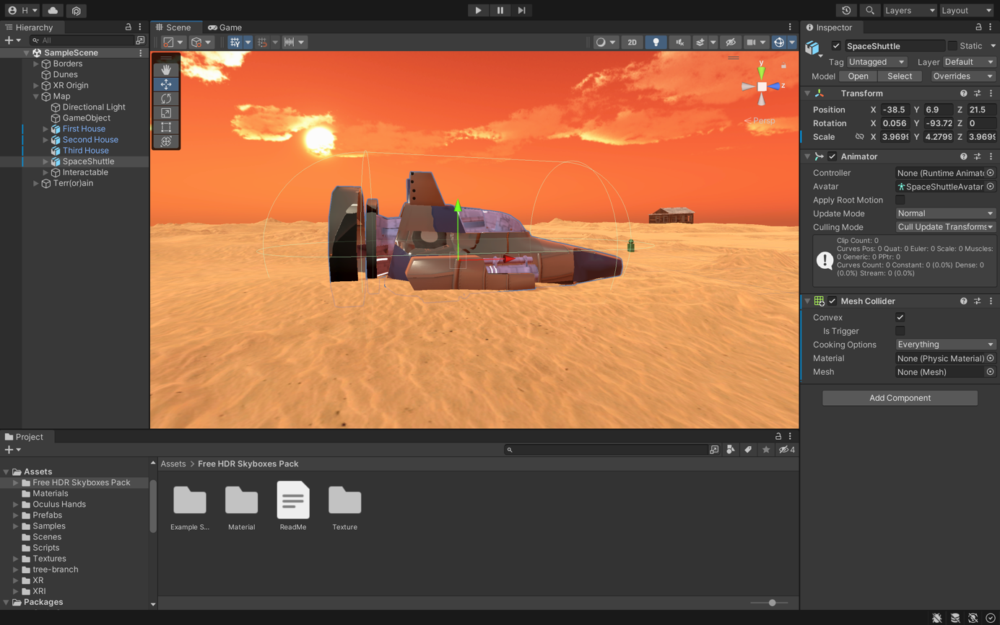 H
Layers
Layout
Hierarchy
All
SampleScene
Borders
Dunes
XR Origin
Map
Directional Light
GameObject
First House
Second House
Third House
SpaceShuttle
Interactable
Terr(or)ain
Scene
Game
2D
y
z
Persp
Inspector
SpaceShuttle
Static
Tag Untagged Layer Default
Model Open Select Overrides
Transform
Position X -38.5 Y 6.9 Z 21.5
Rotation X 0.056 Y -93.72 Z 0
Scale X 3.969 Y 4.279 Z 3.969
Animator
Controller None (Runtime Animat
Avatar SpaceShuttleAvatar
Apply Root Motion
Update Mode Normal
Culling Mode Cull Update Transforms
Clip Count: 0
Curves Pos: 0 Quat: 0 Euler: 0 Scale: 0 Muscles:
0 Generic: 0 PPtr: 0
Curves Count: 0 Constant: 0 (0.0%) Dense: 0
(0.0%) Stream: 0 (0.0%)
Mesh Collider
Convex
Is Trigger
Cooking Options Everything
Material None (Physic Material)
Mesh None (Mesh)
Add Component
Project
4
Assets
Free HDR Skyboxes Pack
Materials
Oculus Hands
Prefabs
Samples
Scenes
Scripts
Textures
tree-branch
XR
XRI
Packages
Assets > Free HDR Skyboxes Pack
Example S...
Material
ReadMe
Texture